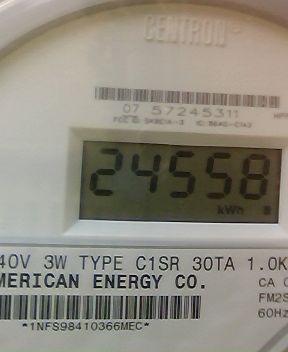 CENTRON
07 57245311
24558
kWh
40V 3W TYPE C1SR 30TA 1.0K
MERICAN ENERGY CO.
CA
FM2S
60Hz
*1NFS98410366MEC*